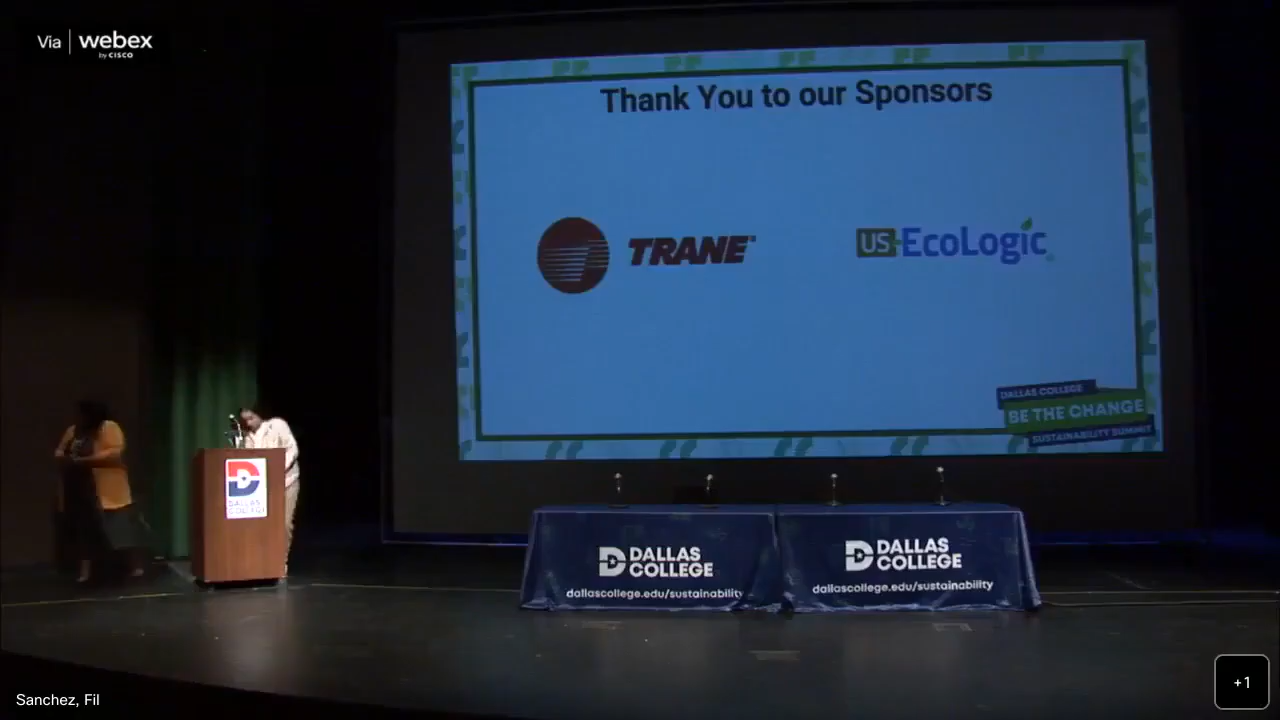 Via webex
by CISCO
Thank You to our Sponsors
TRANE
US EcoLogic
DALLAS COLLEGE
BE THE CHANGE
SUSTAINABILITY SUMMIT
DALLAS
COLLEGE
DALLAS
COLLEGE
dallascollege.edu/sustainability
DALLAS
COLLEGE
dallascollege.edu/sustainability
Sanchez, Fil
+1